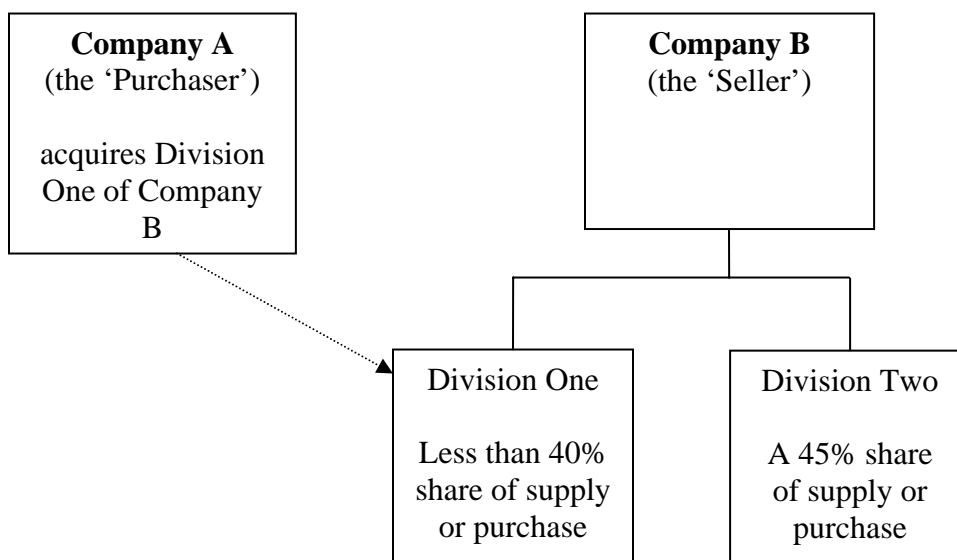 Company A
(the ‘Purchaser’)
acquires Division
One of Company
B
Company B
(the ‘Seller’)
Division One
Less than 40%
share of supply
or purchase
Division Two
A 45% share
of supply or
purchase